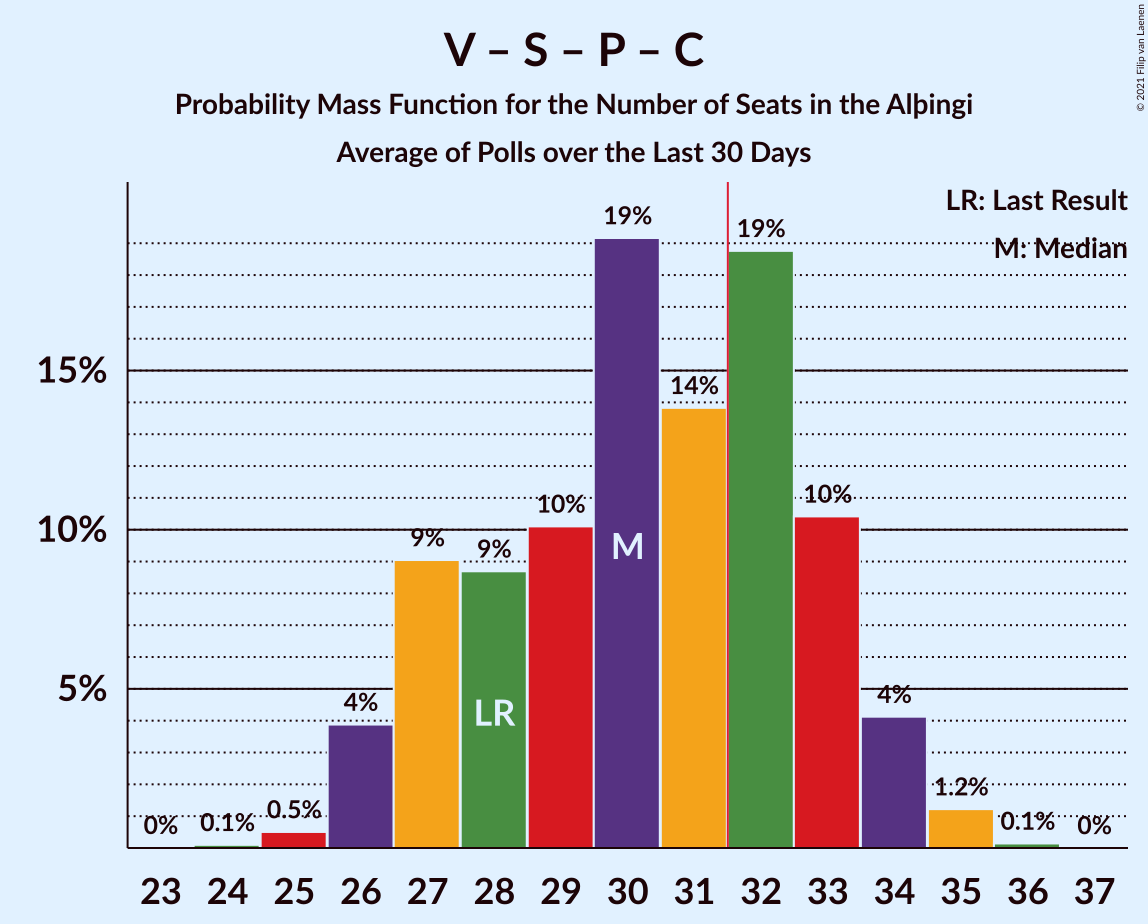 V – S – P – C
Probability Mass Function for the Number of Seats in the Alþingi
Average of Polls over the Last 30 Days
© 2021 Filip van Laenen
LR: Last Result
M: Median
15%
10%
5%
0%
0.1%
0.5%
4%
9%
9%
10%
19%
14%
19%
10%
4%
1.2%
0.1%
0%
LR
M
23 24 25 26 27 28 29 30 31 32 33 34 35 36 37